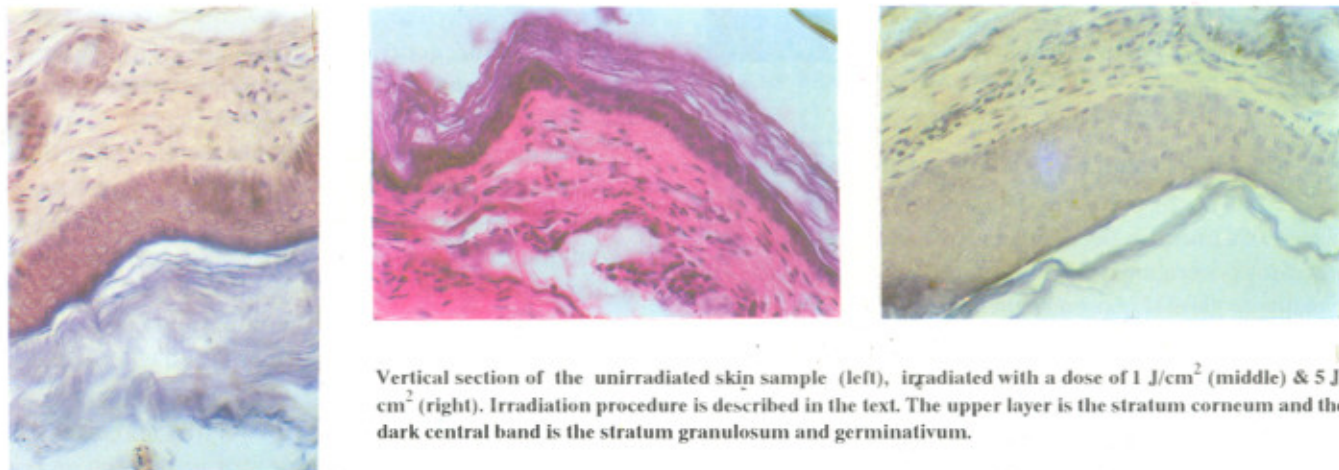 Vertical section of the unirradiated skin sample (left), irradiated with a dose of 1 J/cm² (middle) & 5 J/
cm² (right). Irradiation procedure is described in the text. The upper layer is the stratum corneum and the
dark central band is the stratum granulosum and germinativum.